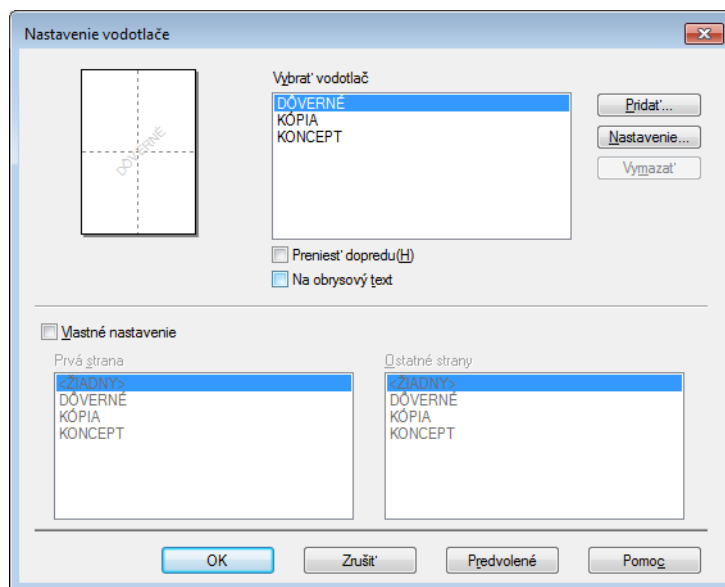 Nastavenie vodotlače
DÔVERNÉ
Vybrať vodotlač
DÔVERNÉ
KÓPIA
KONCEPT
Pridať...
Nastavenie...
Vymazať
Preniesť dopredu(H)
Na obrysový text
Vlastné nastavenie
Prvá strana
<ŽIADNY>
DÔVERNÉ
KÓPIA
KONCEPT
Ostatné strany
<ŽIADNY>
DÔVERNÉ
KÓPIA
KONCEPT
OK
Zrušiť
Predvolené
Pomoc